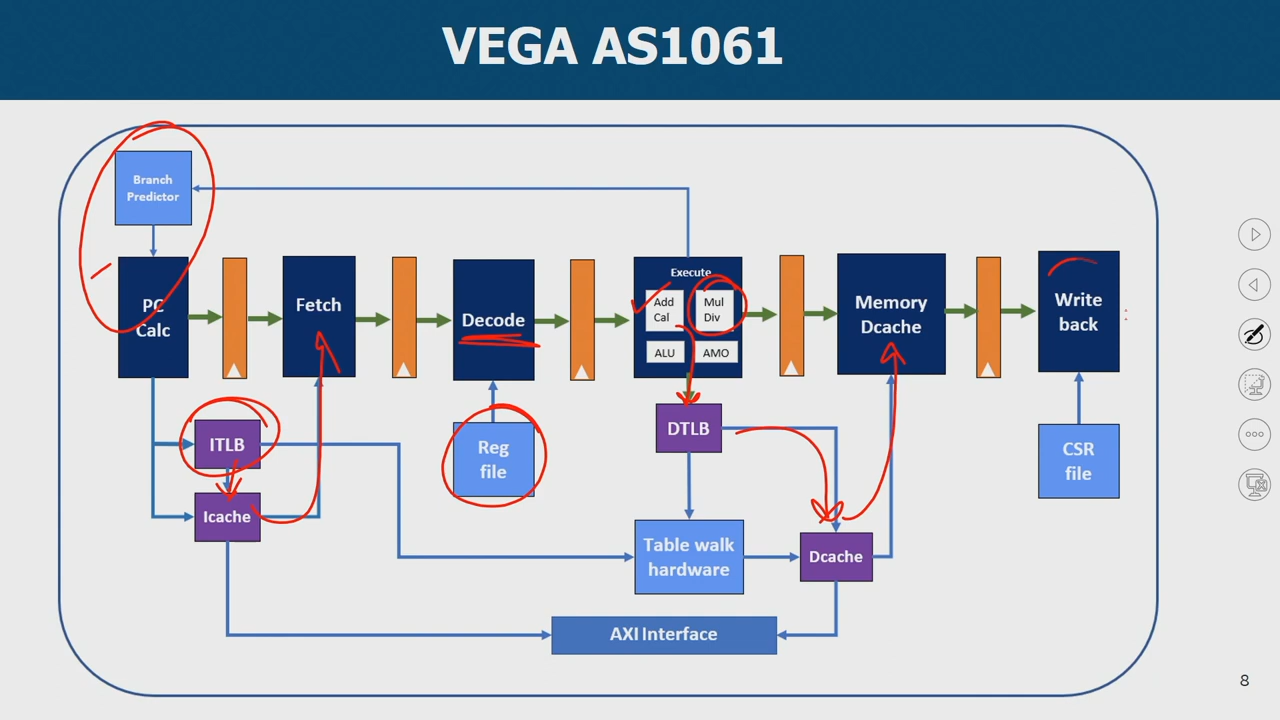 VEGA AS1061
Branch
Predictor
PC
Calc
Fetch
Decode
Execute
Add
Cal
Mul
Div
ALU
AMO
Memory
Dcache
Write
back
ITLB
Icache
Reg
file
DTLB
CSR
file
Table walk
hardware
Dcache
AXI Interface
8